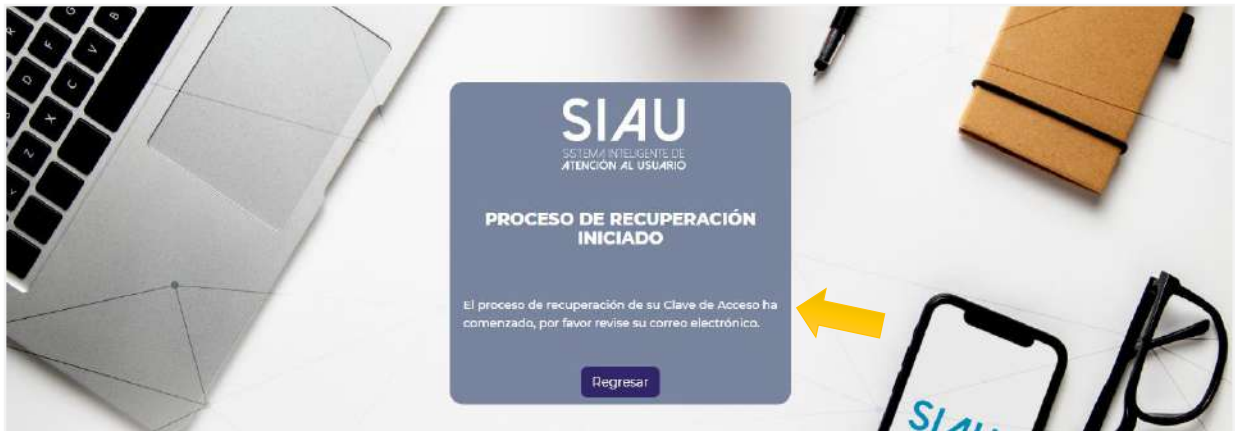 SIAU
SISTEMA INTELIGENTE DE
ATENCIÓN AL USUARIO
PROCESO DE RECUPERACIÓN
INICIADO
El proceso de recuperación de su Clave de Acceso ha
comenzado, por favor revise su correo electrónico.
Regresar
SIAU